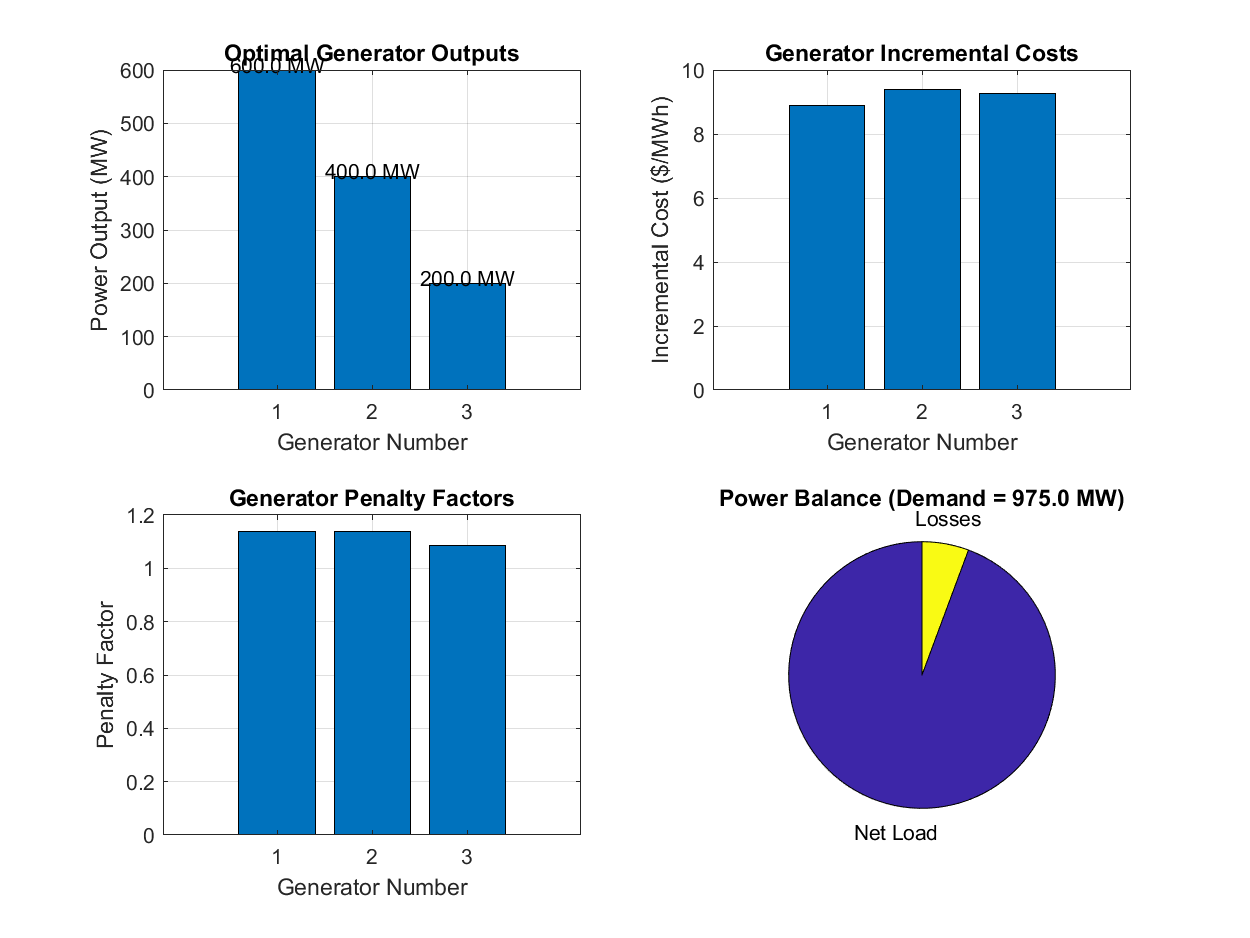 Optimal Generator Outputs
600.0 MW
400.0 MW
200.0 MW
600
500
400
300
200
100
0
Power Output (MW)
1 2 3
Generator Number
Generator Incremental Costs
10
8
6
4
2
0
Incremental Cost ($/MWh)
1 2 3
Generator Number
Generator Penalty Factors
1.2
1
0.8
0.6
0.4
0.2
0
Penalty Factor
1 2 3
Generator Number
Power Balance (Demand = 975.0 MW)
Losses
Net Load